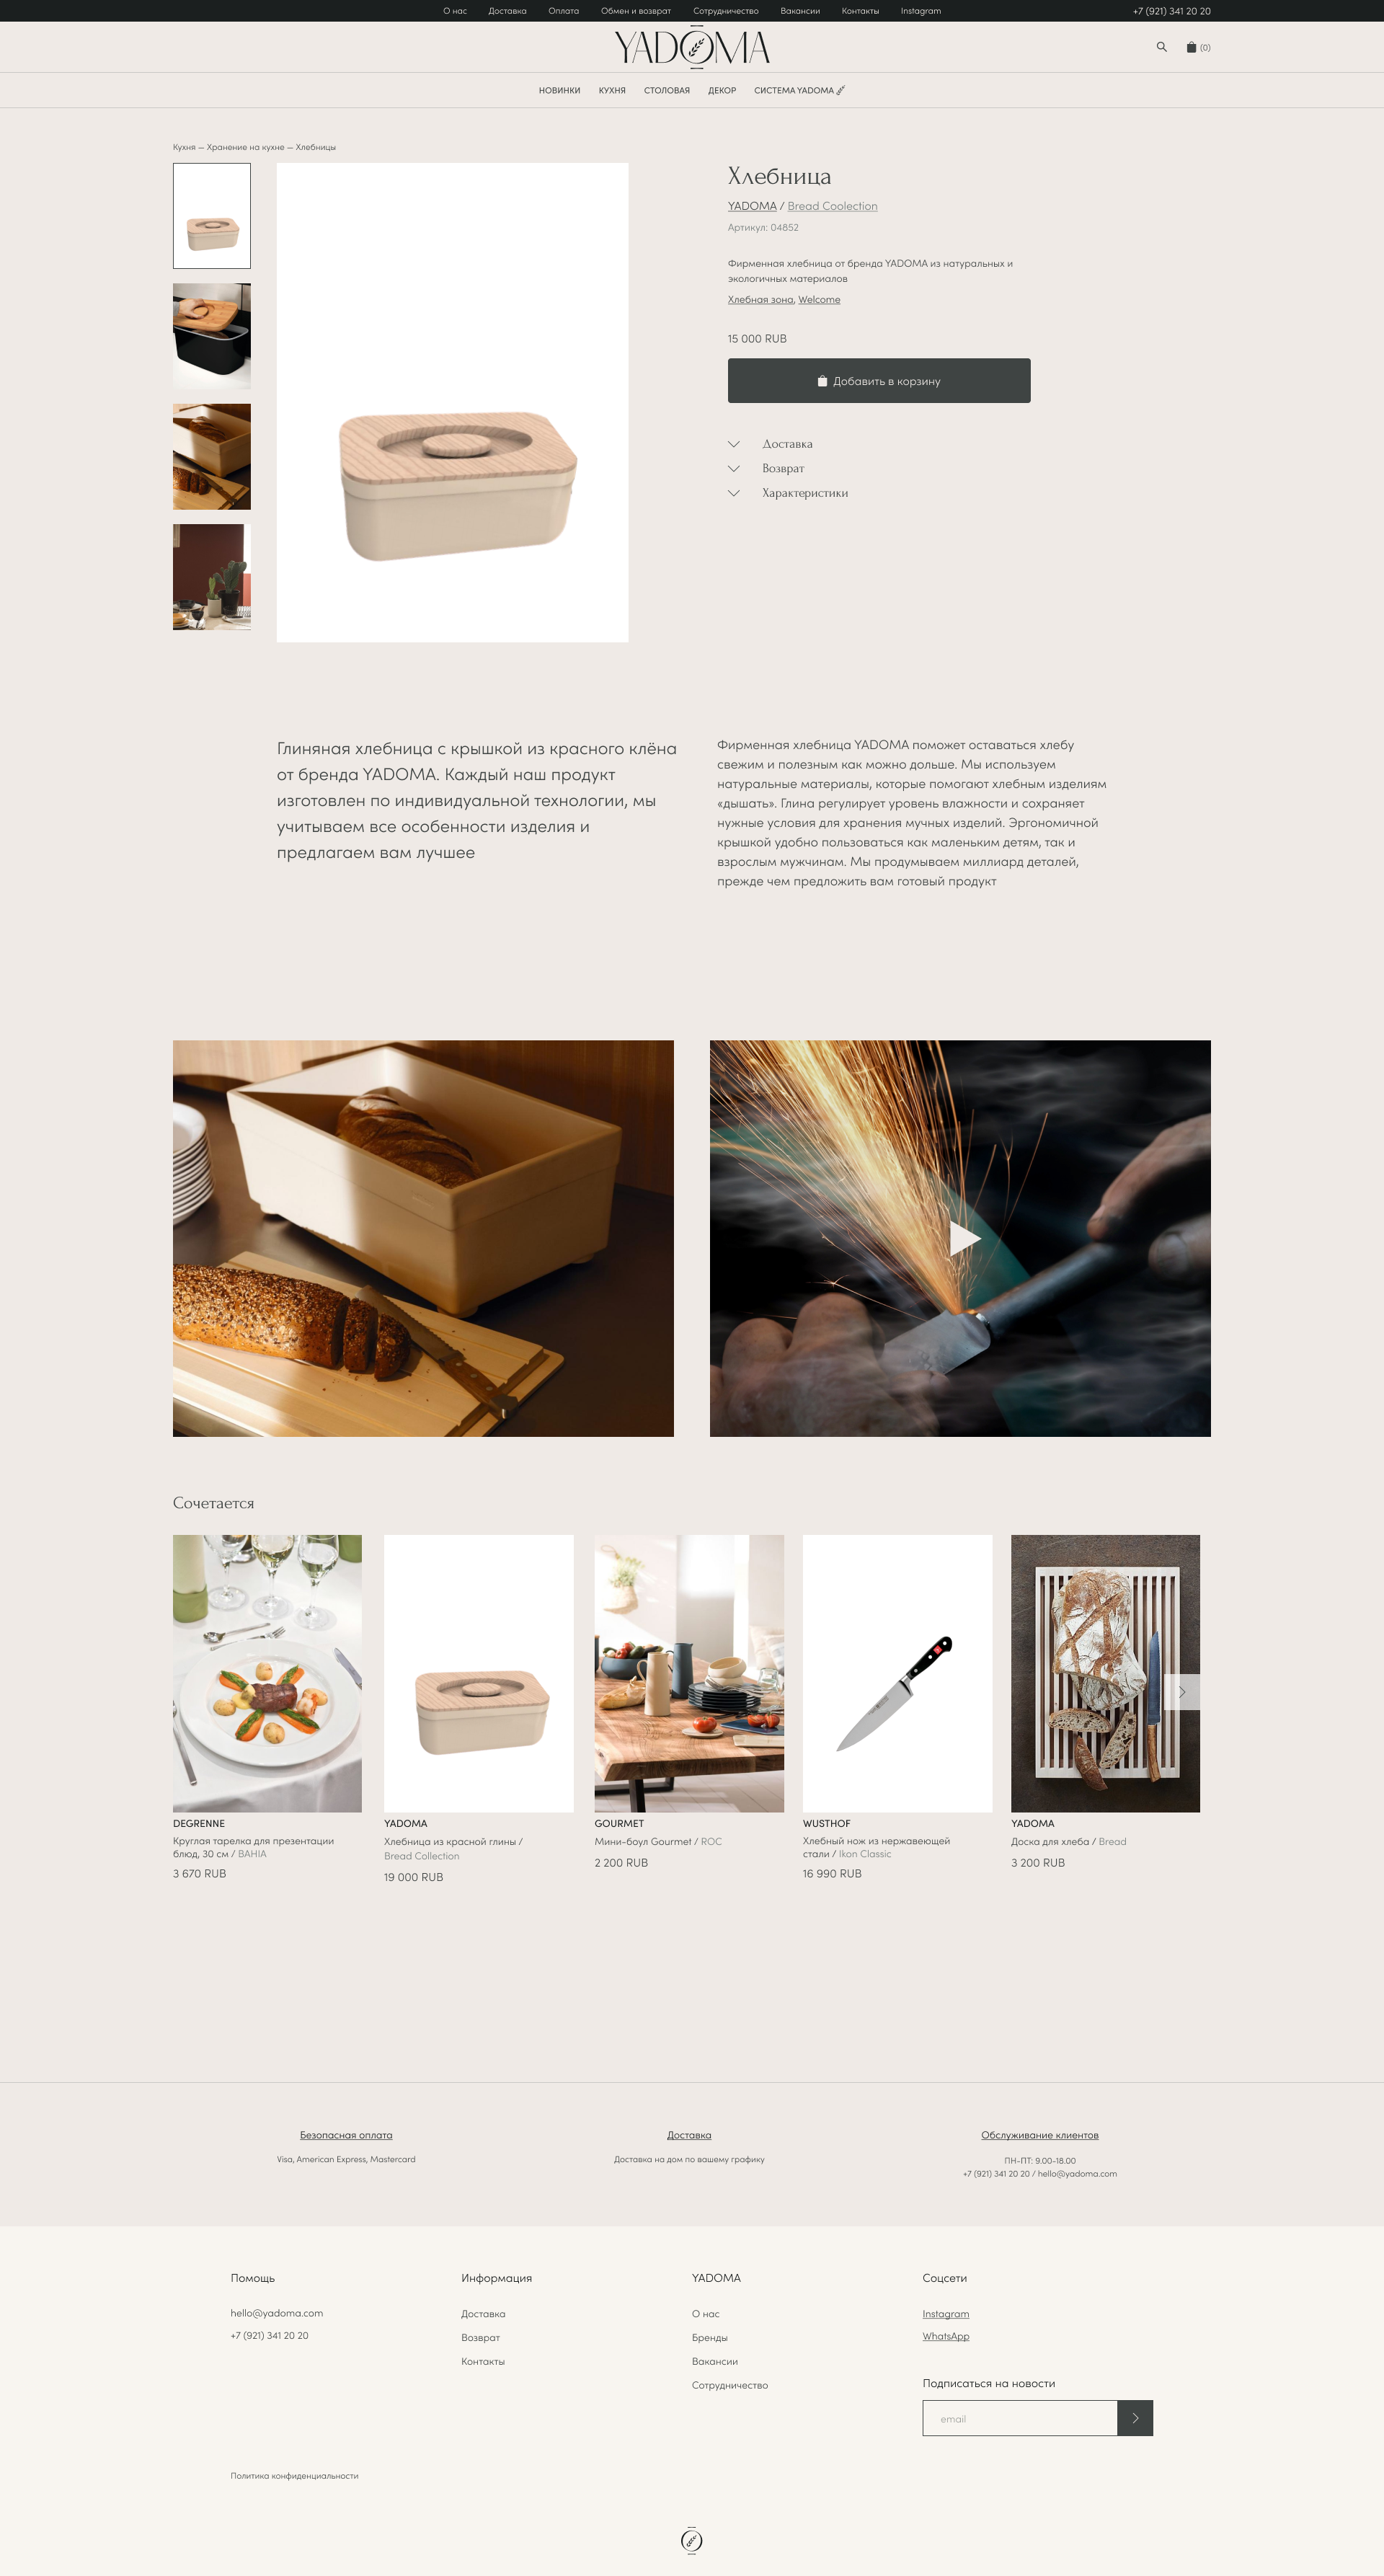 О нас Доставка Оплата Обмен и возврат Сотрудничество Вакансии Контакты Instagram +7 (921) 341 20 20
YADOMA
(0)
НОВИНКИ КУХНЯ СТОЛОВАЯ ДЕКОР СИСТЕМА YADOMA
Кухня — Хранение на кухне — Хлебницы
Хлебница
YADOMA / Bread Coolection
Артикул: 04852
Фирменная хлебница от бренда YADOMA из натуральных и
экологичных материалов
Хлебная зона, Welcome
15 000 RUB
Добавить в корзину
Доставка
Возврат
Характеристики
Глиняная хлебница с крышкой из красного клёна
от бренда YADOMA. Каждый наш продукт
изготовлен по индивидуальной технологии, мы
учитываем все особенности изделия и
предлагаем вам лучшее
Фирменная хлебница YADOMA поможет оставаться хлебу
свежим и полезным как можно дольше. Мы используем
натуральные материалы, которые помогают хлебным изделиям
«дышать». Глина регулирует уровень влажности и сохраняет
нужные условия для хранения мучных изделий. Эргономичной
крышкой удобно пользоваться как маленьким детям, так и
взрослым мужчинам. Мы продумываем миллиард деталей,
прежде чем предложить вам готовый продукт
Сочетается
DEGRENNE
Круглая тарелка для презентации
блюд, 30 см / BAHIA
3 670 RUB
YADOMA
Хлебница из красной глины /
Bread Collection
19 000 RUB
GOURMET
Мини-боул Gourmet / ROC
2 200 RUB
WUSTHOF
Хлебный нож из нержавеющей
стали / Ikon Classic
16 990 RUB
YADOMA
Доска для хлеба / Bread
3 200 RUB
Безопасная оплата
Visa, American Express, Mastercard
Доставка
Доставка на дом по вашему графику
Обслуживание клиентов
ПН-ПТ: 9.00-18.00
+7 (921) 341 20 20 / hello@yadoma.com
Помощь
hello@yadoma.com
+7 (921) 341 20 20
Информация
Доставка
Возврат
Контакты
YADOMA
О нас
Бренды
Вакансии
Сотрудничество
Соцсети
Instagram
WhatsApp
Подписаться на новости
email
Политика конфиденциальности